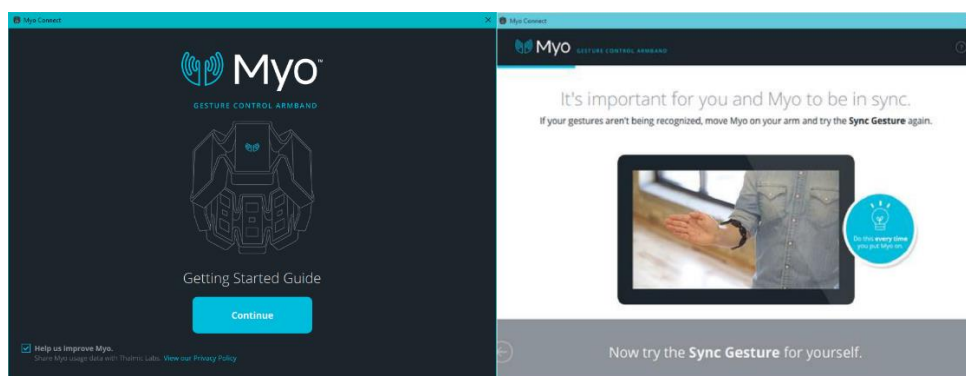 Myo Connect
Myo™
GESTURE CONTROL ARMBAND
Getting Started Guide
Continue
Help us improve Myo.
Share Myo usage data with Thalmic Labs. View our Privacy Policy
Myo Connect
Myo GESTURE CONTROL ARMBAND
It's important for you and Myo to be in sync.
If your gestures aren't being recognized, move Myo on your arm and try the Sync Gesture again.
Do this every time
you put Myo on.
Now try the Sync Gesture for yourself.